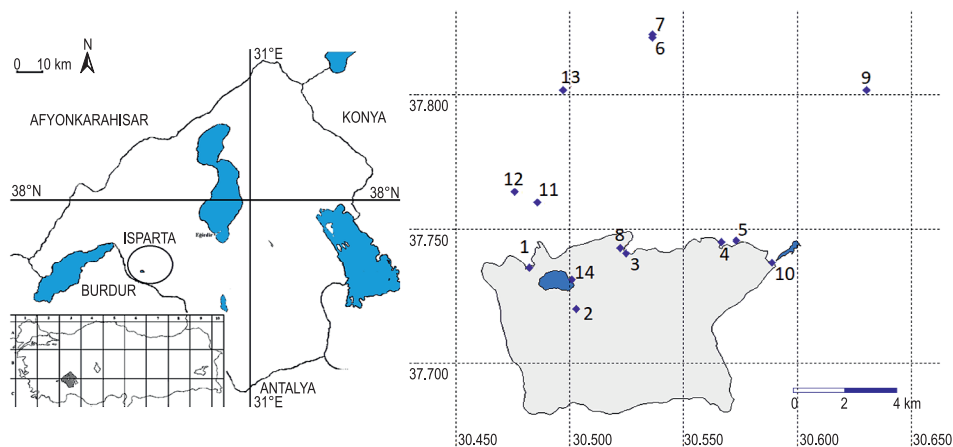 N
0 10 km
31°E
AFYONKARAHISAR
KONYA
38°N
38°N
Eğirdir
ISPARTA
BURDUR
ANTALYA
31°E
7
6
13
9
37.800
12
11
37.750
1
8
3
4
5
10
14
2
37.700
0 2 4 km
30.450
30.500
30.550
30.600
30.650